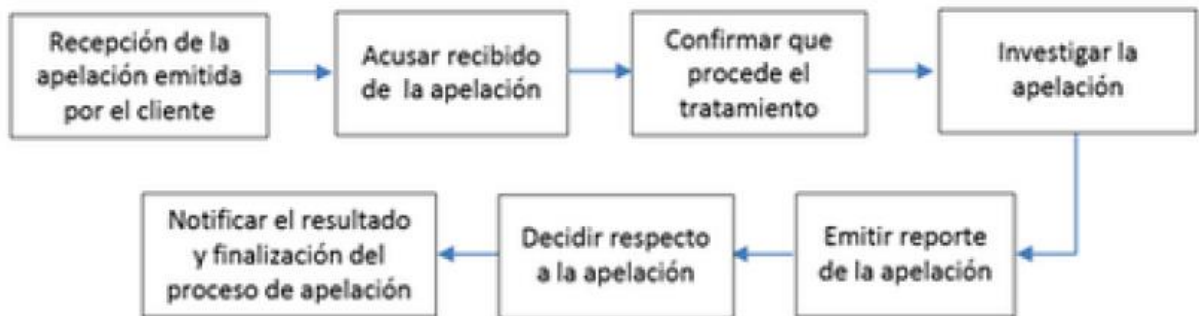 Recepción de la
apelación emitida
por el cliente
Acusar recibido
de la apelación
Confirmar que
procede el
tratamiento
Investigar la
apelación
Emitir reporte
de la apelación
Decidir respecto
a la apelación
Notificar el resultado
y finalización del
proceso de apelación